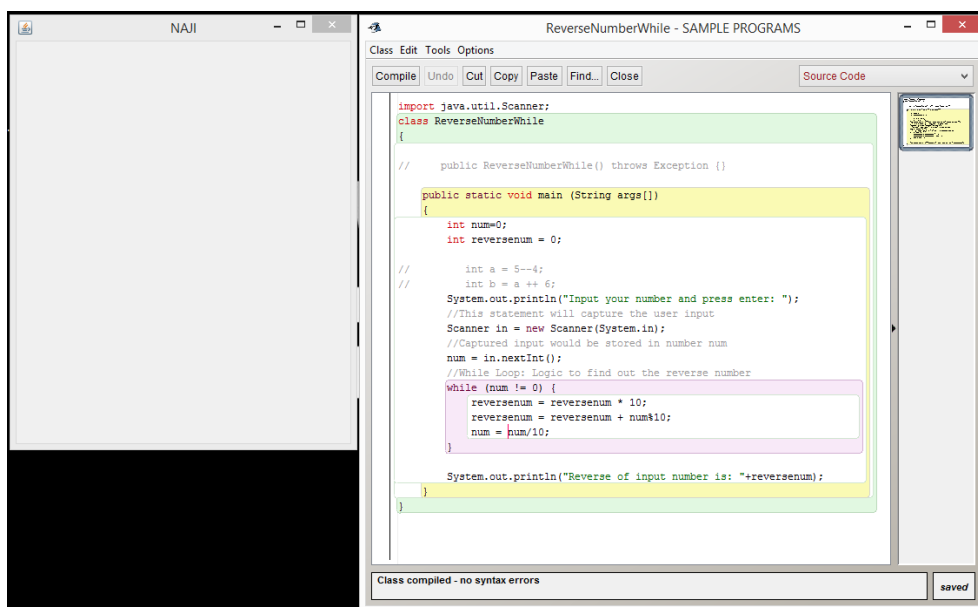 NAJI
ReverseNumberWhile - SAMPLE PROGRAMS
Class Edit Tools Options
Compile Undo Cut Copy Paste Find... Close Source Code
import java.util.Scanner;
class ReverseNumberWhile
{
// public ReverseNumberWhile() throws Exception {}
public static void main (String args[])
{
int num=0;
int reversenum = 0;
// int a = 5--4;
// int b = a ++ 6;
System.out.println("Input your number and press enter: ");
//This statement will capture the user input
Scanner in = new Scanner(System.in);
//Captured input would be stored in number num
num = in.nextInt();
//While Loop: Logic to find out the reverse number
while (num != 0) {
reversenum = reversenum * 10;
reversenum = reversenum + num%10;
num = num/10;
}
System.out.println("Reverse of input number is: "+reversenum);
}
}
Class compiled - no syntax errors
saved